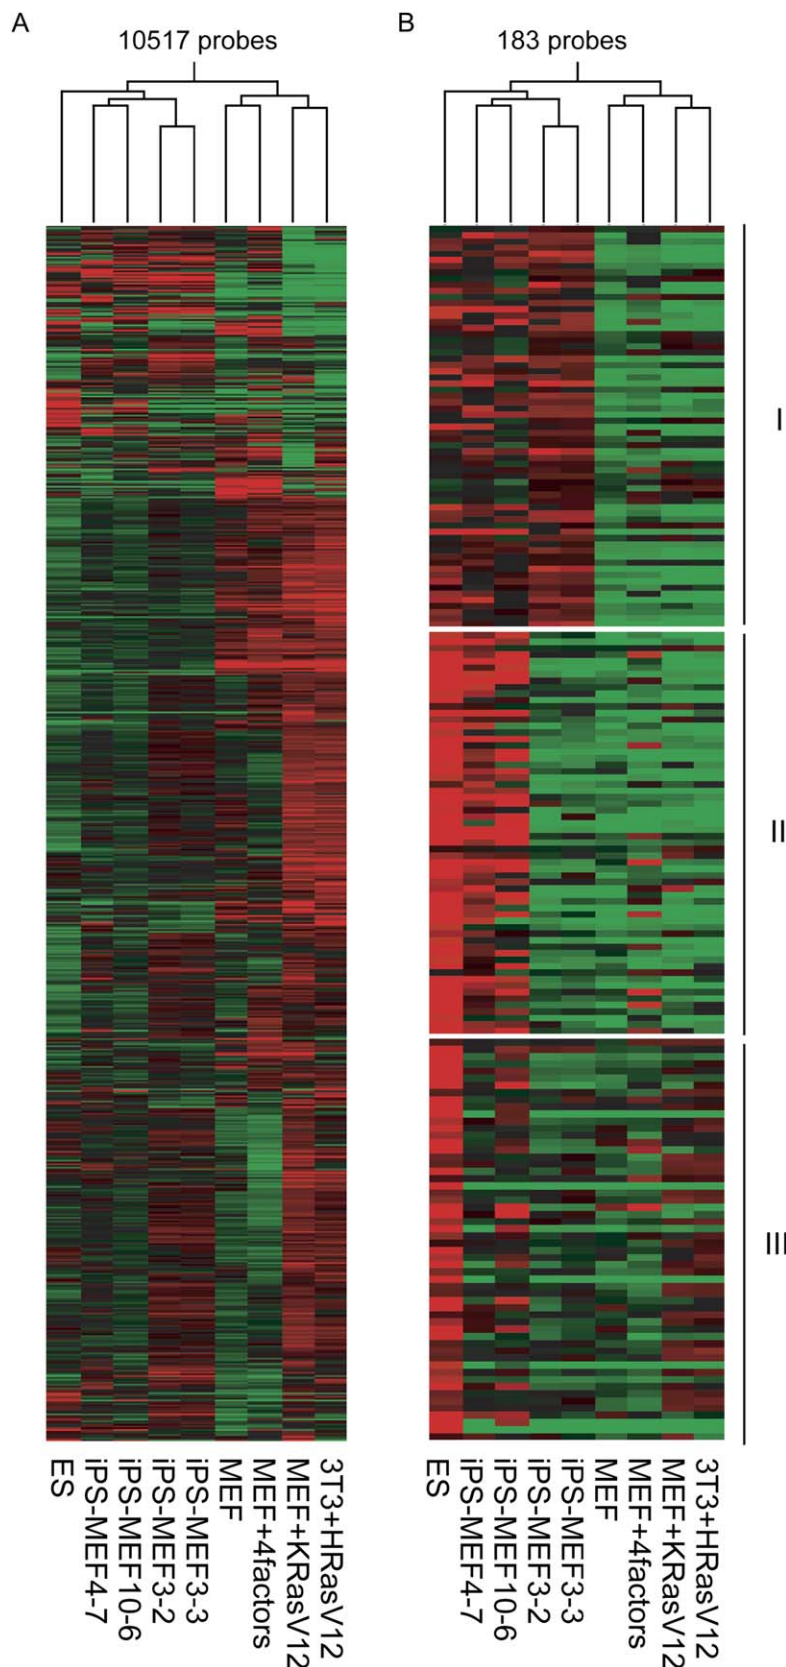 A
B
10517 probes
183 probes
I
II
III
ES
iPS-MEF4-7
iPS-MEF10-6
iPS-MEF3-2
iPS-MEF3-3
MEF
MEF+4factors
MEF+KRasV12
3T3+HRasV12
ES
iPS-MEF4-7
iPS-MEF10-6
iPS-MEF3-2
iPS-MEF3-3
MEF
MEF+4factors
MEF+KRasV12
3T3+HRasV12